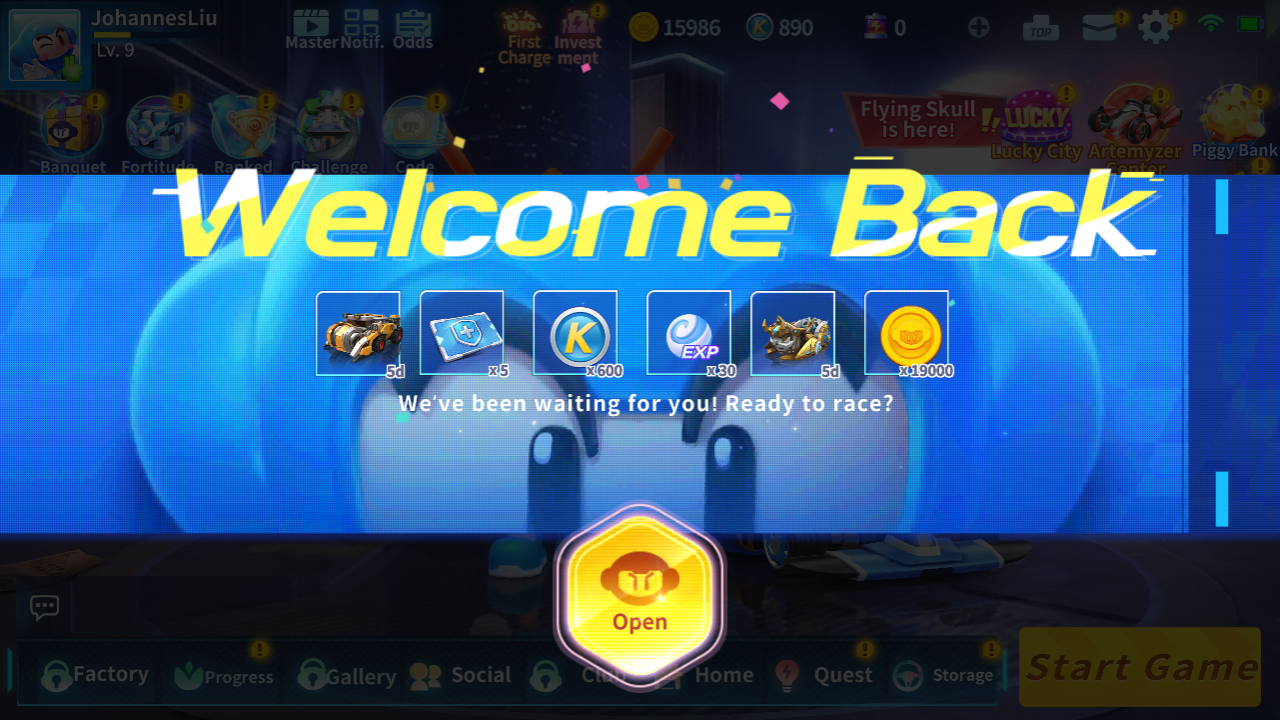 JohannesLiu
Lv. 9
Master
Notif.
Odds
First
Charge
Invest
ment
15986
K
890
0
TOP
Banquet
Fortitude
Ranked
Challenge
Code
Flying Skull
is here!
LUCKY
Lucky City
Artemyzer
Center
Piggy Bank
Welcome Back
5d
x5
K
x600
EXP
x30
5d
x19000
We've been waiting for you! Ready to race?
Open
Factory
Progress
Gallery
Social
Club
Home
Quest
Storage
Start Game